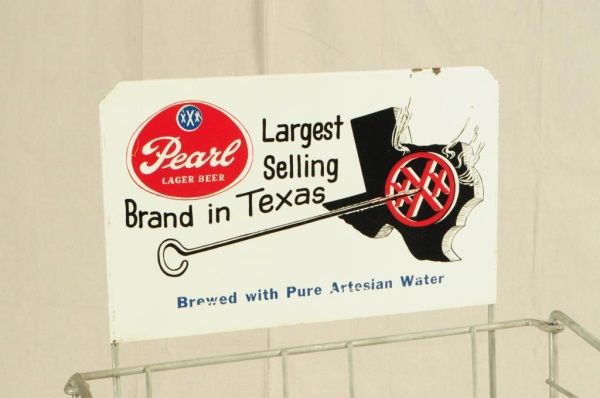 XXX
Pearl
LAGER BEER
Largest
Selling
Brand in Texas
XXX
Brewed with Pure Artesian Water